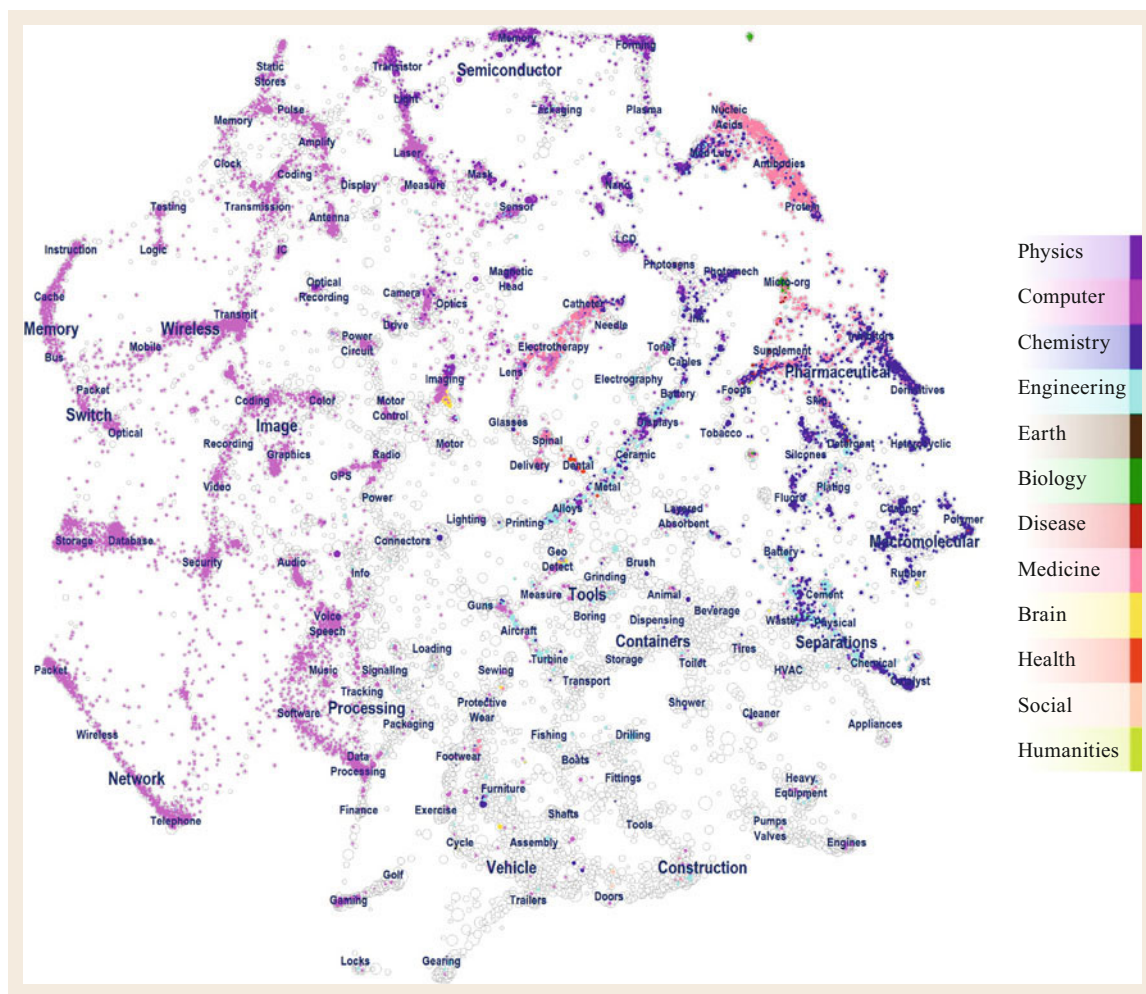 Memory
Forming
Static
Stores
Transistor
Semiconductor
Light
Packaging
Plasma
Nucleic
Acids
Memory
Pulse
Amplify
Clock
Laser
Med Lab
Antibodies
Coding
Display
Measure
Mask
Nano
Testing
Transmission
Antenna
Sensor
Protein
Instruction
Logic
IC
LCD
Photosens
Photomech
Magnetic
Head
Micro-org
Optical
Recording
Camera
Optics
Catheter
Cache
Memory
Wireless
Transmit
Drive
Needle
Ink
Bus
Mobile
Power
Circuit
Electrotherapy
Toner
Cables
Supplement
Pharmaceutical
Lens
Imaging
Electrography
Battery
Foods
Derivatives
Packet
Switch
Optical
Coding
Color
Motor
Control
Image
Glasses
Displays
Tobacco
Skin
Recording
Graphics
Radio
Motor
Spinal
Delivery
Dental
Ceramic
Silicones
Detergent
Heterocyclic
Video
GPS
Power
Metal
Fluoro
Plating
Alloys
Lighting
Printing
Layered
Absorbent
Coating
Polymer
Storage
Database
Connectors
Macromolecular
Security
Audio
Info
Geo
Detect
Brush
Battery
Rubber
Grinding
Guns
Measure
Tools
Animal
Cement
Voice
Speech
Boring
Dispensing
Beverage
Waste
Physical
Aircraft
Containers
Separations
Packet
Loading
Turbine
Storage
Toilet
Tires
Music
Signaling
Sewing
Transport
HVAC
Chemical
Catalyst
Tracking
Processing
Software
Packaging
Protective
Wear
Shower
Cleaner
Appliances
Wireless
Fishing
Drilling
Data
Processing
Footwear
Boats
Network
Furniture
Fittings
Heavy
Equipment
Telephone
Finance
Exercise
Shafts
Tools
Pumps
Valves
Cycle
Assembly
Engines
Vehicle
Construction
Golf
Gaming
Trailers
Doors
Locks
Gearing
Physics
Computer
Chemistry
Engineering
Earth
Biology
Disease
Medicine
Brain
Health
Social
Humanities